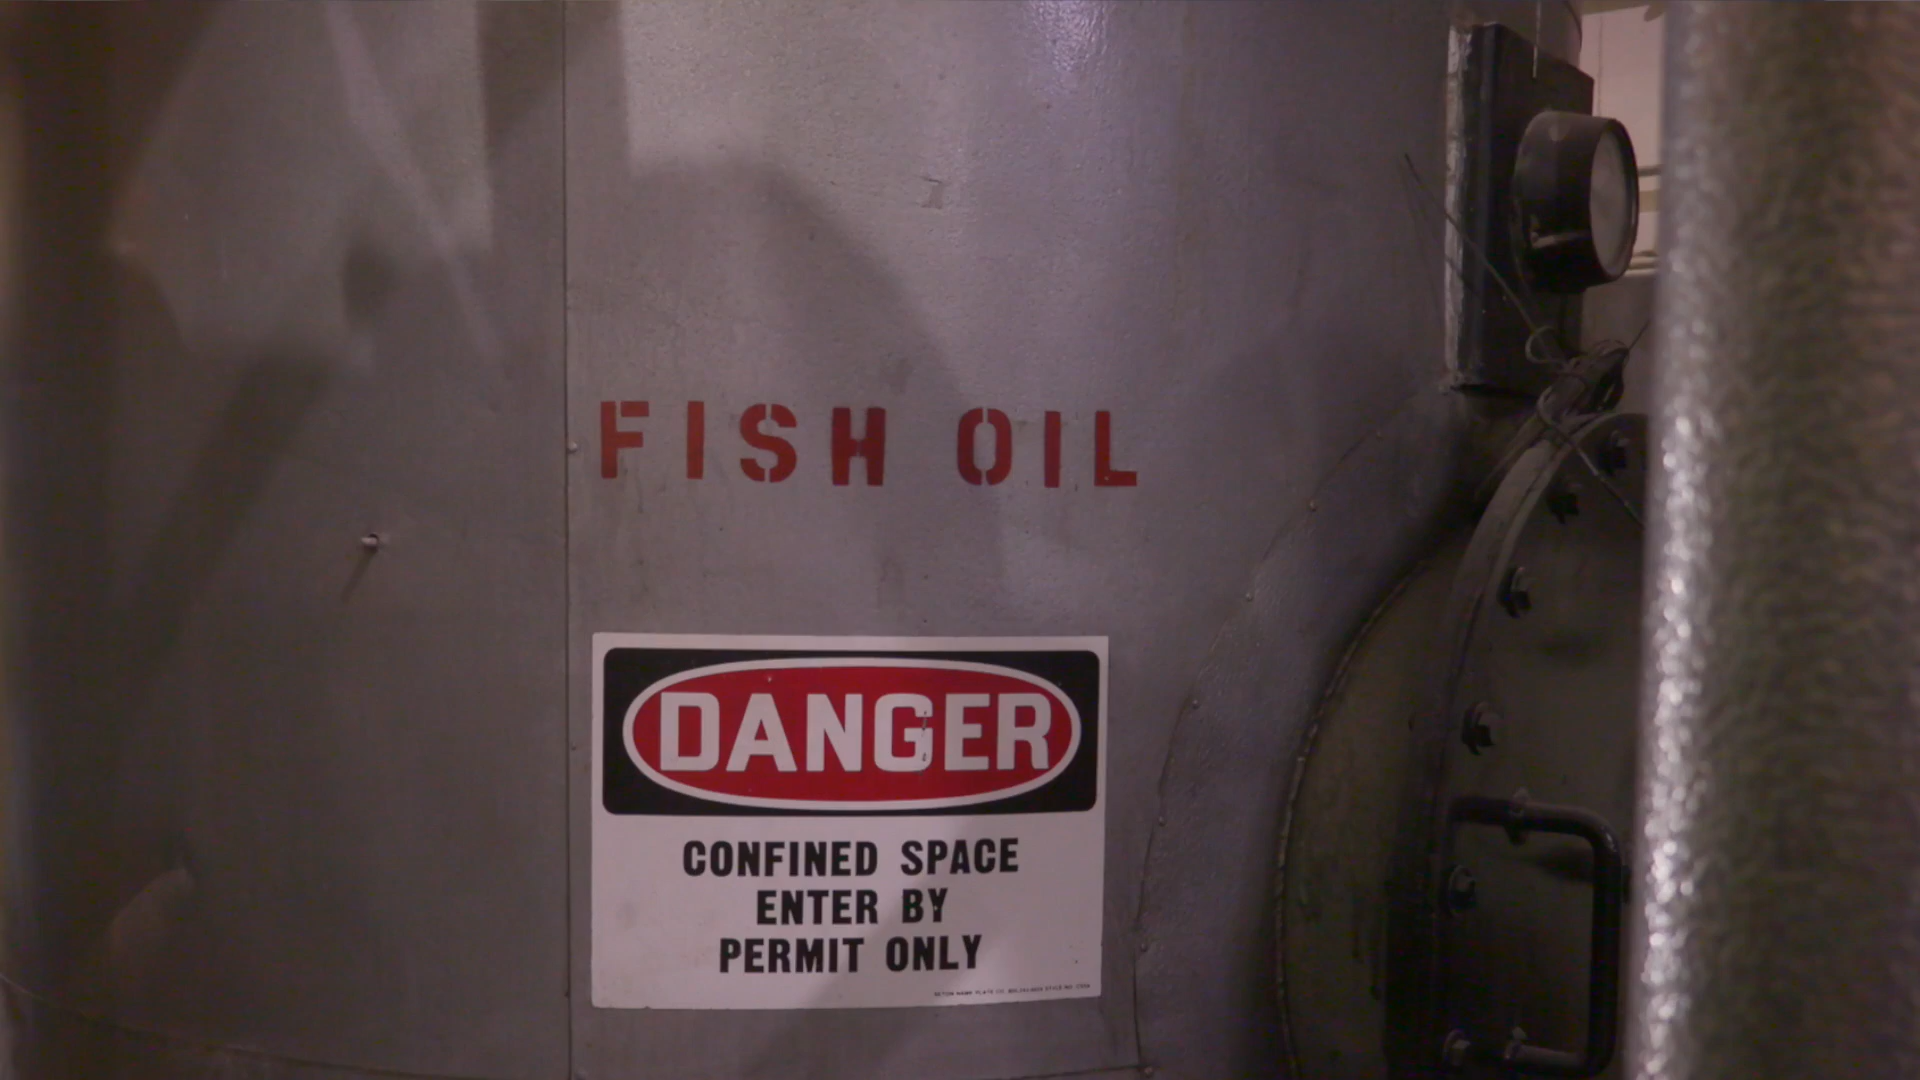 FISH OIL
DANGER
CONFINED SPACE
ENTER BY
PERMIT ONLY